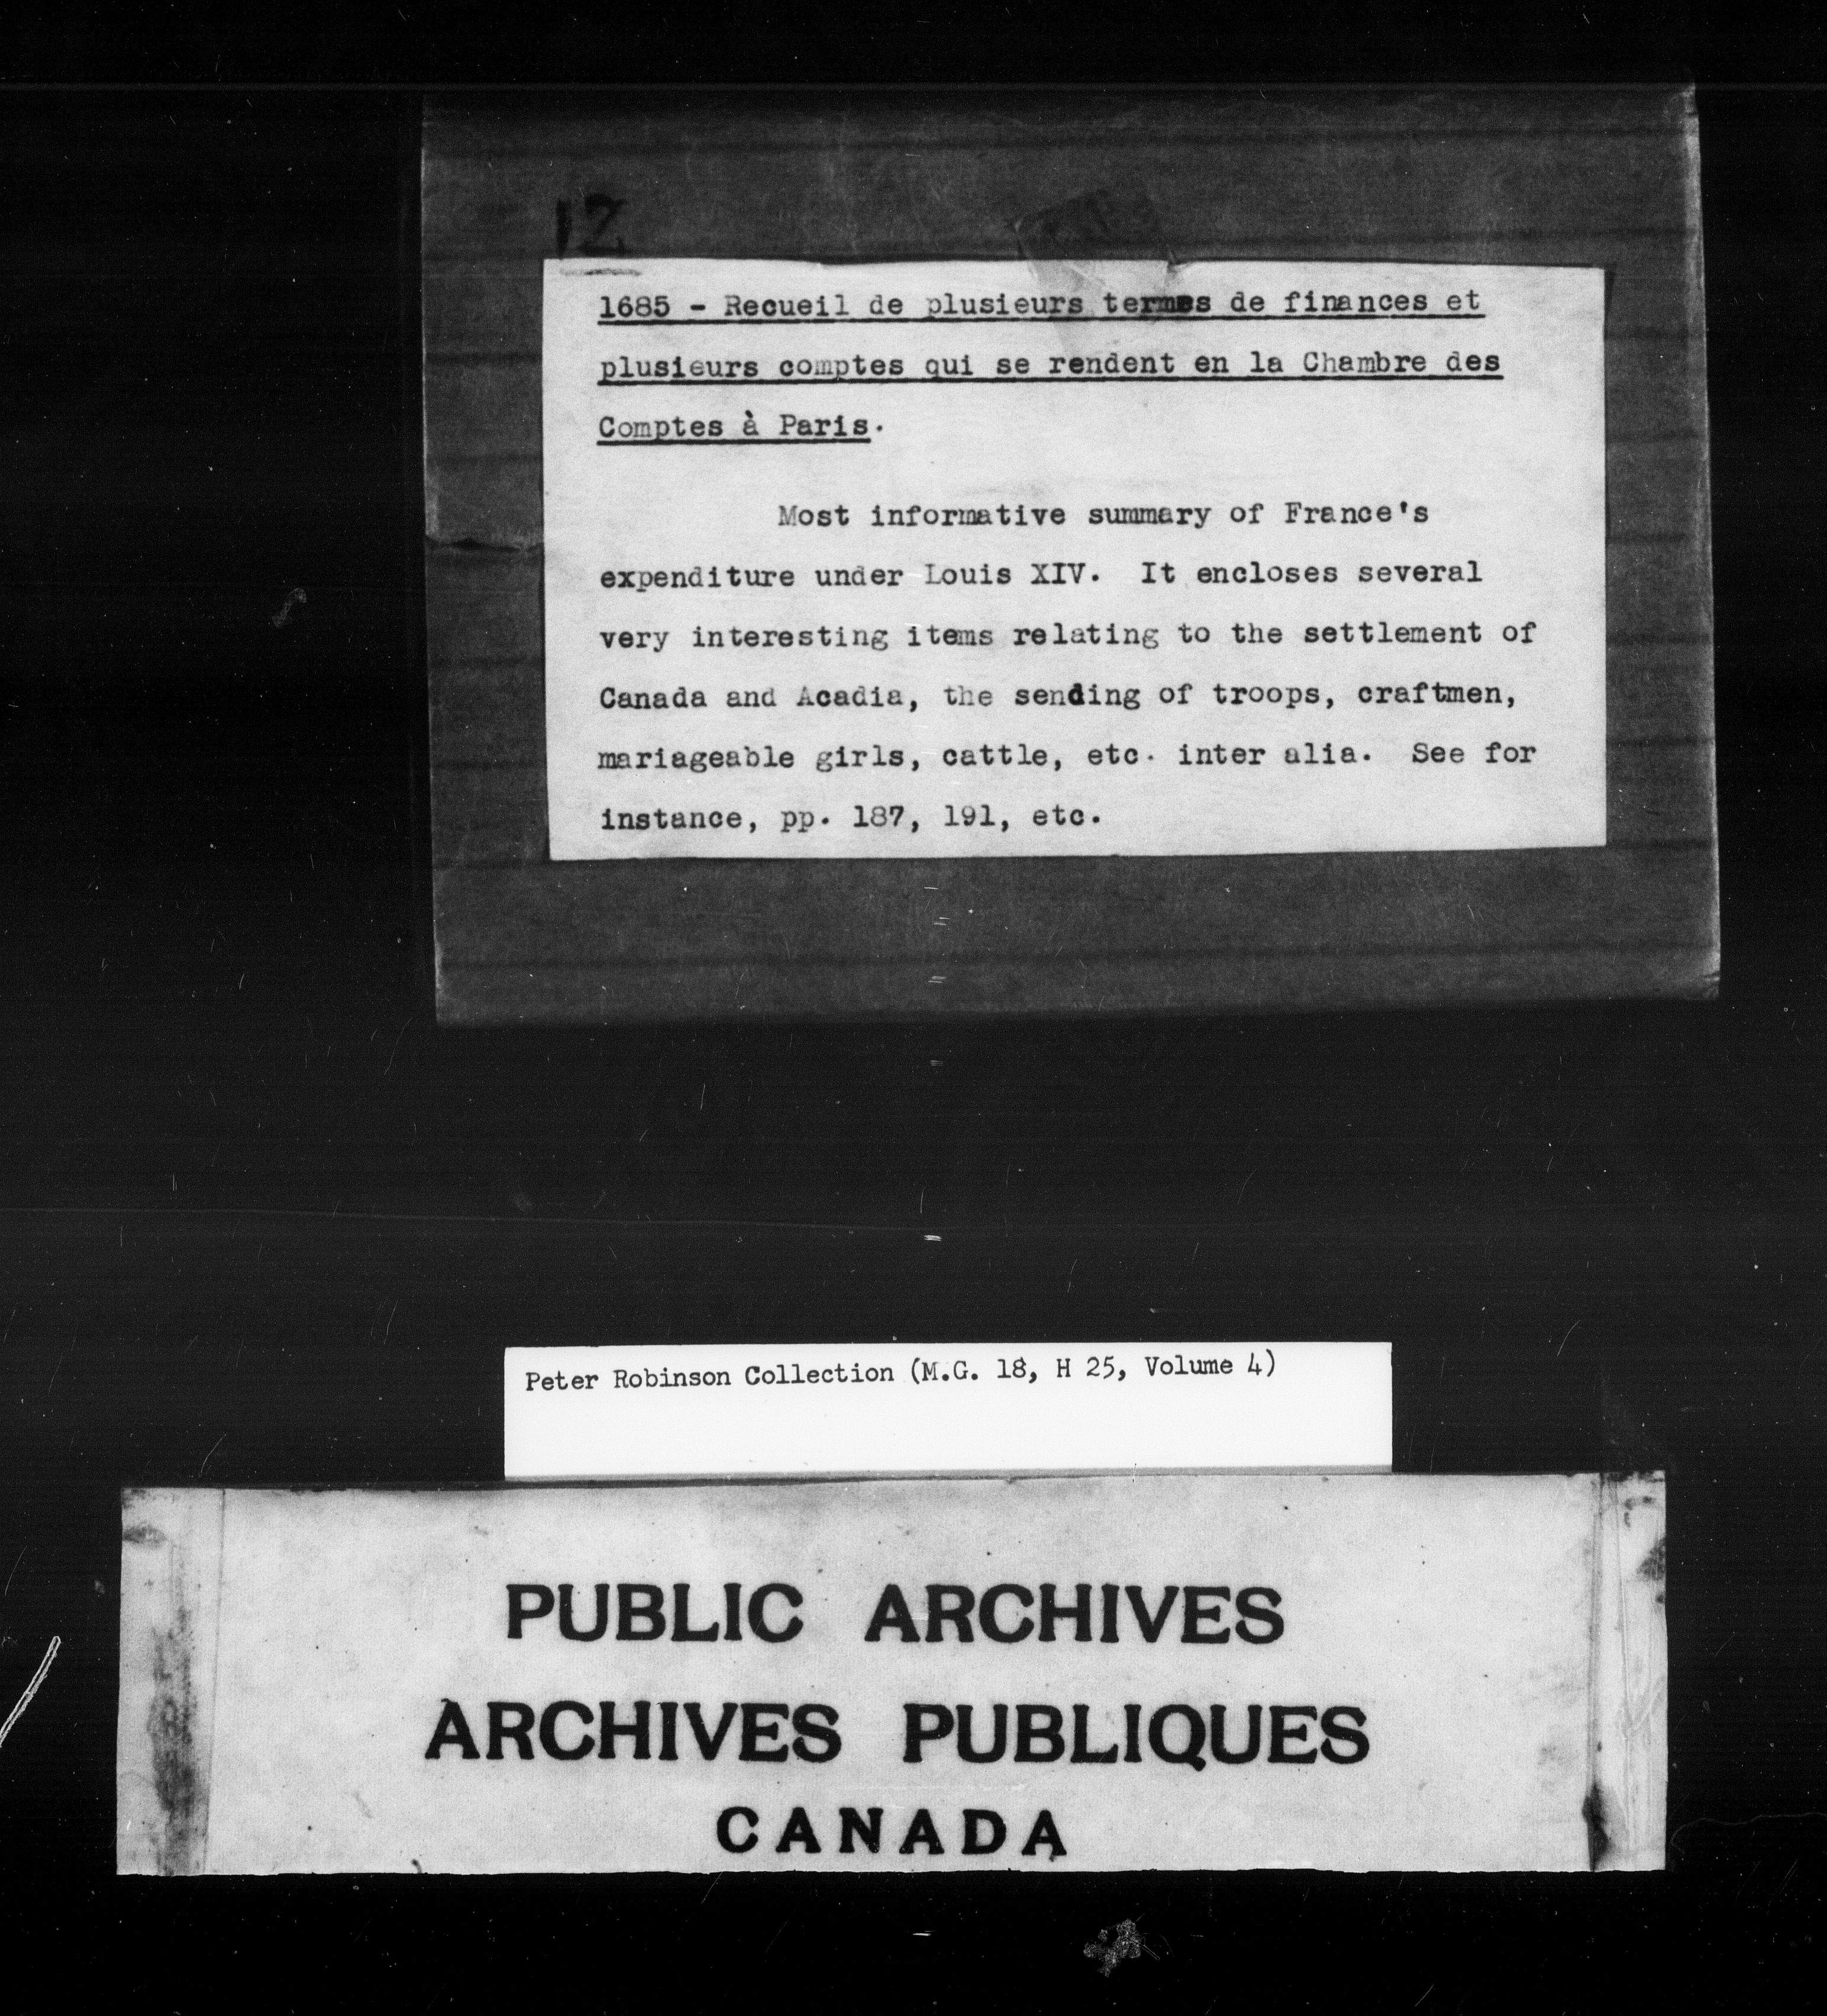 12
1685 - Recueil de plusieurs termes de finances et
plusieurs comptes qui se rendent en la Chambre des
Comptes à Paris.
Most informative summary of France's
expenditure under Louis XIV. It encloses several
very interesting items relating to the settlement of
Canada and Acadia, the sending of troops, craftmen,
mariageable girls, cattle, etc. inter alia. See for
instance, pp. 187, 191, etc.
Peter Robinson Collection (M.G. 18, H 25, Volume 4)
PUBLIC ARCHIVES
ARCHIVES PUBLIQUES
CANADA